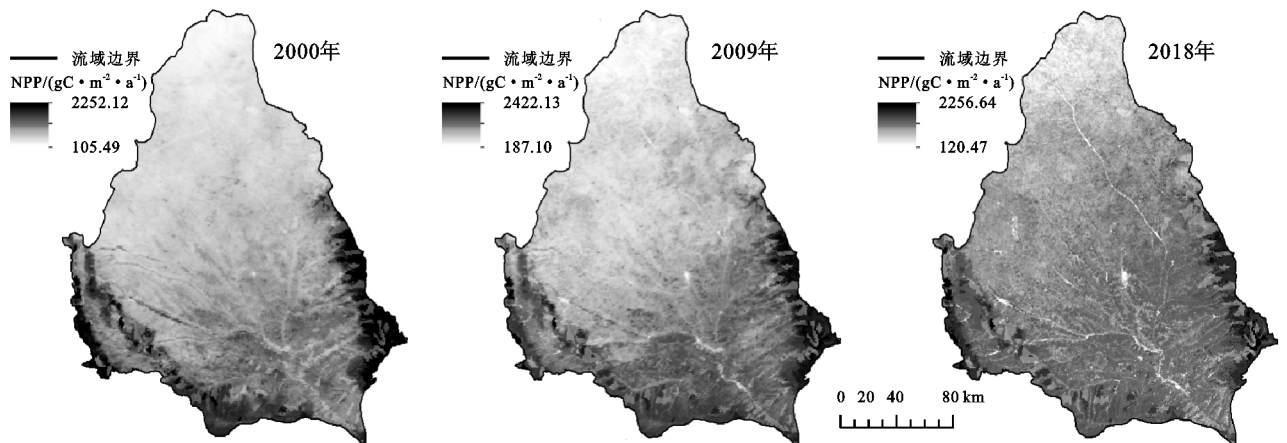 2000年
流域边界
NPP/(gC·m⁻²·a⁻¹)
2252.12
105.49
2009年
流域边界
NPP/(gC·m⁻²·a⁻¹)
2422.13
187.10
2018年
流域边界
NPP/(gC·m⁻²·a⁻¹)
2256.64
120.47
0 20 40 80 km